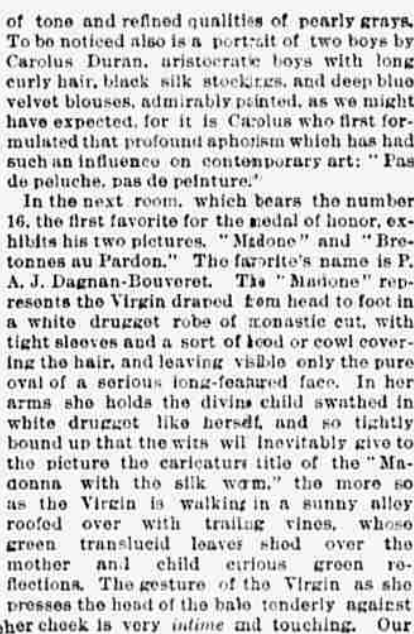 of tone and refined qualities of pearly grays.
To be noticed also is a portrait of two boys by
Carolus Duran, aristocratic boys with long
curly hair, black silk stockings, and deep blue
velvet blouses, admirably painted, as we might
have expected, for it is Carolus who first for-
mulated that profound aphorism which has had
such an influence on contemporary art: "Pas
de peluche, pas de peinture."
In the next room, which bears the number
16, the first favorite for the medal of honor, ex-
hibits his two pictures, "Madone" and "Bre-
tonnes au Pardon." The favorite's name is P.
A. J. Dagnan-Bouveret. The "Madone" rep-
resents the Virgin draped from head to foot in
a white drugget robe of monastic cut, with
tight sleeves and a sort of hood or cowl cover-
ing the hair, and leaving visible only the pure
oval of a serious long-featured face. In her
arms she holds the divine child swathed in
white drugget like herself, and so tightly
bound up that the wits wil inevitably give to
the picture the caricature title of the "Ma-
donna with the silk worm," the more so
as the Virgin is walking in a sunny alley
roofed over with trailing vines, whose
green translucid leaves shed over the
mother and child curious green re-
flections. The gesture of the Virgin as she
presses the head of the babe tenderly against
her cheek is very intime and touching. Our